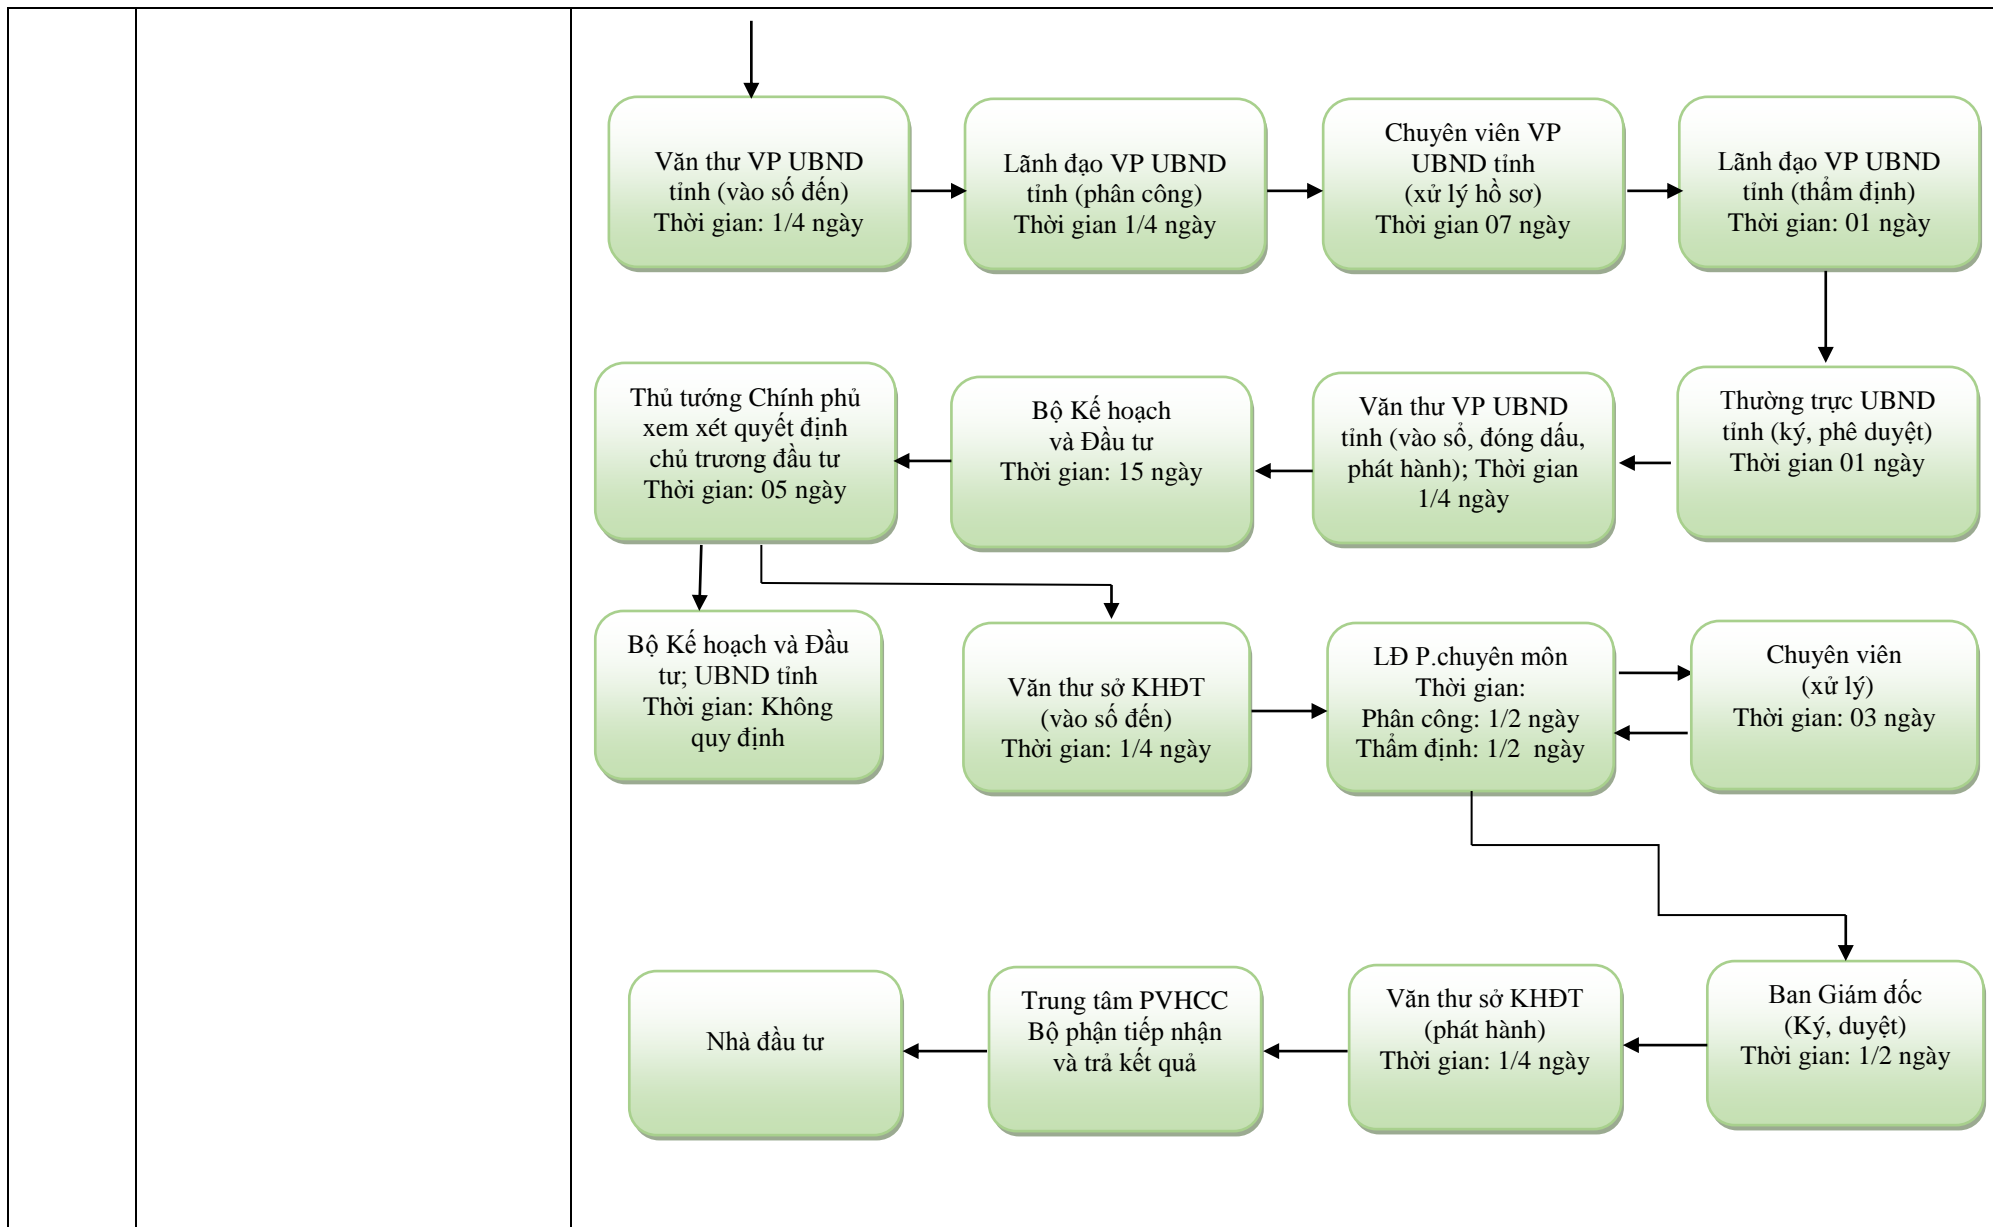 Văn thư VP UBND
tỉnh (vào số đến)
Thời gian: 1/4 ngày
Lãnh đạo VP UBND
tỉnh (phân công)
Thời gian 1/4 ngày
Chuyên viên VP
UBND tỉnh
(xử lý hồ sơ)
Thời gian 07 ngày
Lãnh đạo VP UBND
tỉnh (thẩm định)
Thời gian: 01 ngày
Thủ tướng Chính phủ
xem xét quyết định
chủ trương đầu tư
Thời gian: 05 ngày
Bộ Kế hoạch
và Đầu tư
Thời gian: 15 ngày
Văn thư VP UBND
tỉnh (vào sổ, đóng dấu,
phát hành); Thời gian
1/4 ngày
Thường trực UBND
tỉnh (ký, phê duyệt)
Thời gian 01 ngày
Bộ Kế hoạch và Đầu
tư; UBND tỉnh
Thời gian: Không
quy định
Văn thư sở KHĐT
(vào số đến)
Thời gian: 1/4 ngày
LĐ P.chuyên môn
Thời gian:
Phân công: 1/2 ngày
Thẩm định: 1/2  ngày
Chuyên viên
(xử lý)
Thời gian: 03 ngày
Nhà đầu tư
Trung tâm PVHCC
Bộ phận tiếp nhận
và trả kết quả
Văn thư sở KHĐT
(phát hành)
Thời gian: 1/4 ngày
Ban Giám đốc
(Ký, duyệt)
Thời gian: 1/2 ngày